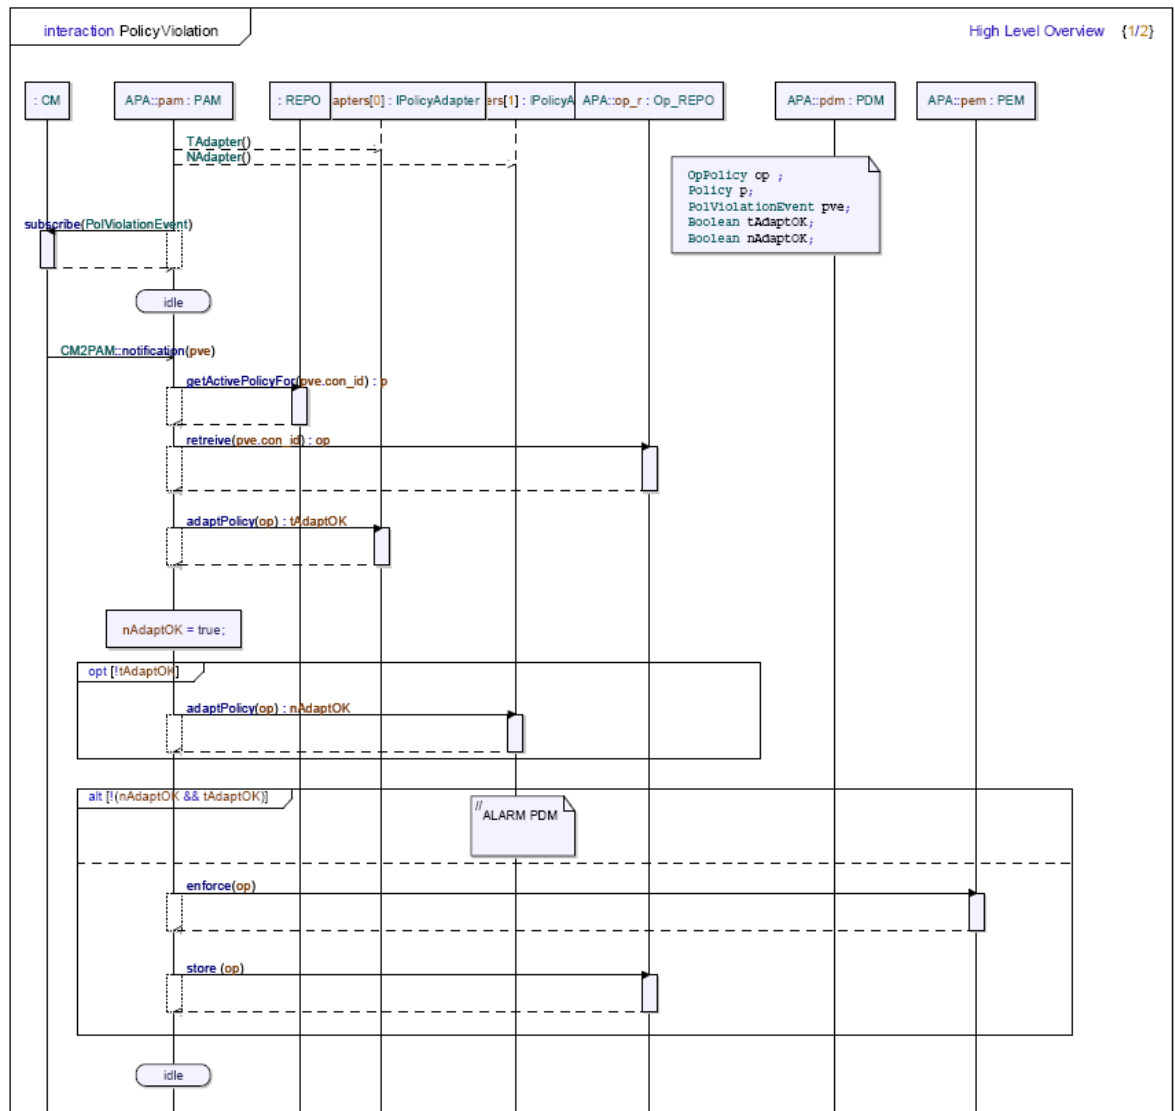 interaction PolicyViolation
High Level Overview {1/2}
: CM
APA::pam : PAM
: REPO
apters[0] : IPolicyAdapter
ers[1] : IPolicyA
APA::op_r : Op_REPO
APA::pdm : PDM
APA::pem : PEM
TAdapter()
NAdapter()
OpPolicy op ;
Policy p;
PolViolationEvent pve;
Boolean tAdaptOK;
Boolean nAdaptOK;
subscribe(PolViolationEvent)
idle
CM2PAM::notification(pve)
getActivePolicyFor(pve.con_id) : p
retreive(pve.con_id) : op
adaptPolicy(op) : tAdaptOK
nAdaptOK = true;
opt [!tAdaptOK]
adaptPolicy(op) : nAdaptOK
alt [!(nAdaptOK && tAdaptOK)]
//
ALARM PDM
enforce(op)
store (op)
idle